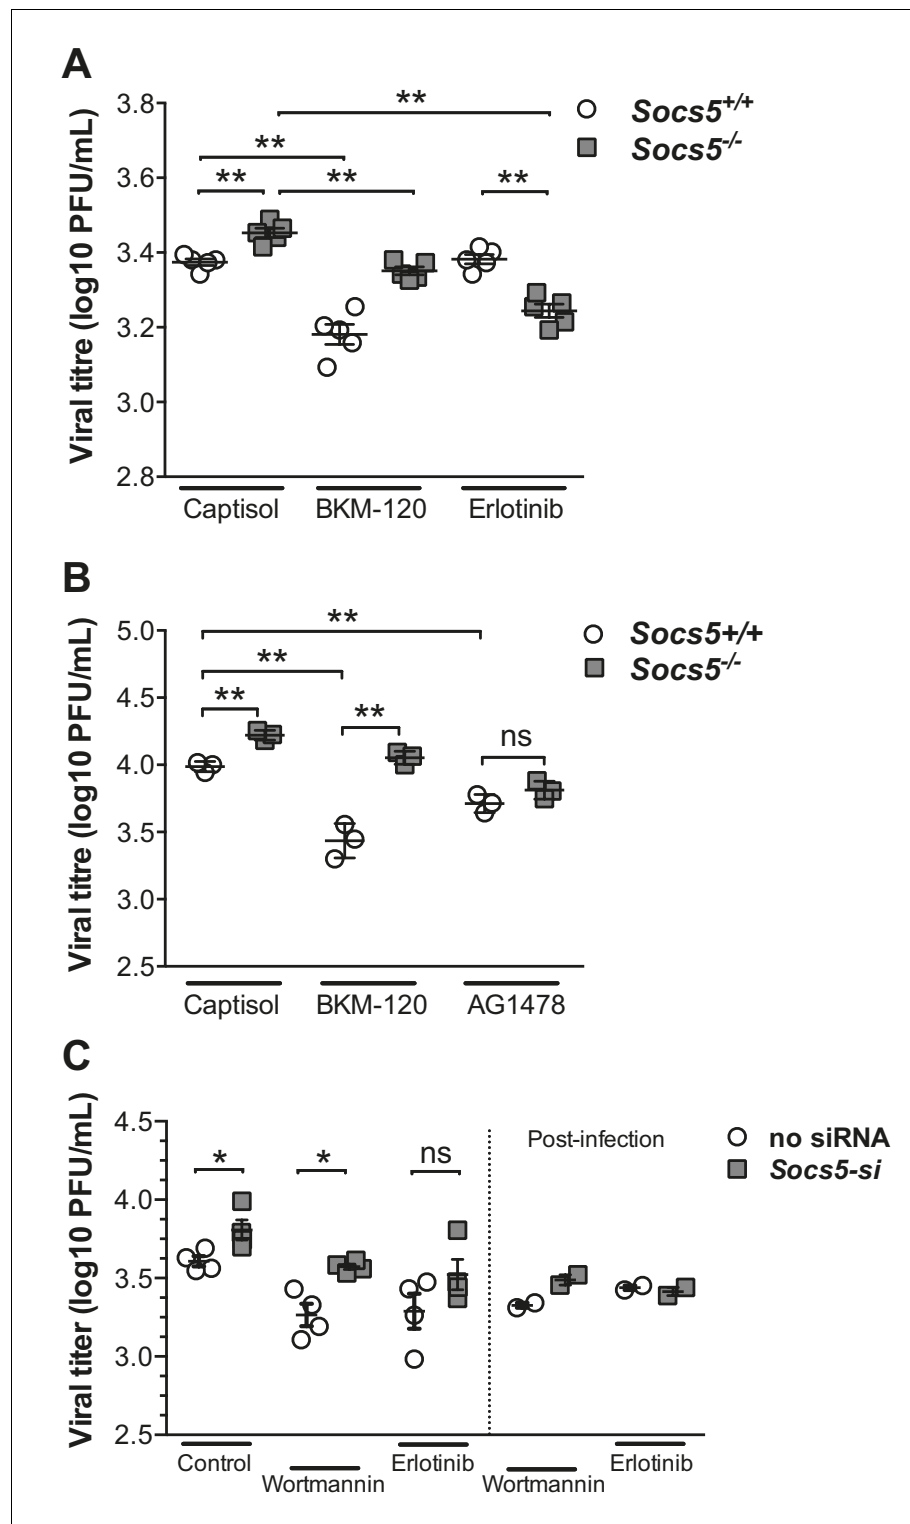 A
Viral titre (log10 PFU/mL)
3.8
3.6
3.4
3.2
3.0
2.8
**
**
**
**
**
Socs5+/+
Socs5-/-
Captisol BKM-120 Erlotinib
B
Viral titre (log10 PFU/mL)
5.0
4.5
4.0
3.5
3.0
2.5
**
**
**
**
ns
Socs5+/+
Socs5-/-
Captisol BKM-120 AG1478
C
Viral titer (log10 PFU/mL)
4.5
4.0
3.5
3.0
2.5
*
*
ns
Post-infection
no siRNA
Socs5-si
Control Erlotinib Erlotinib
Wortmannin Wortmannin